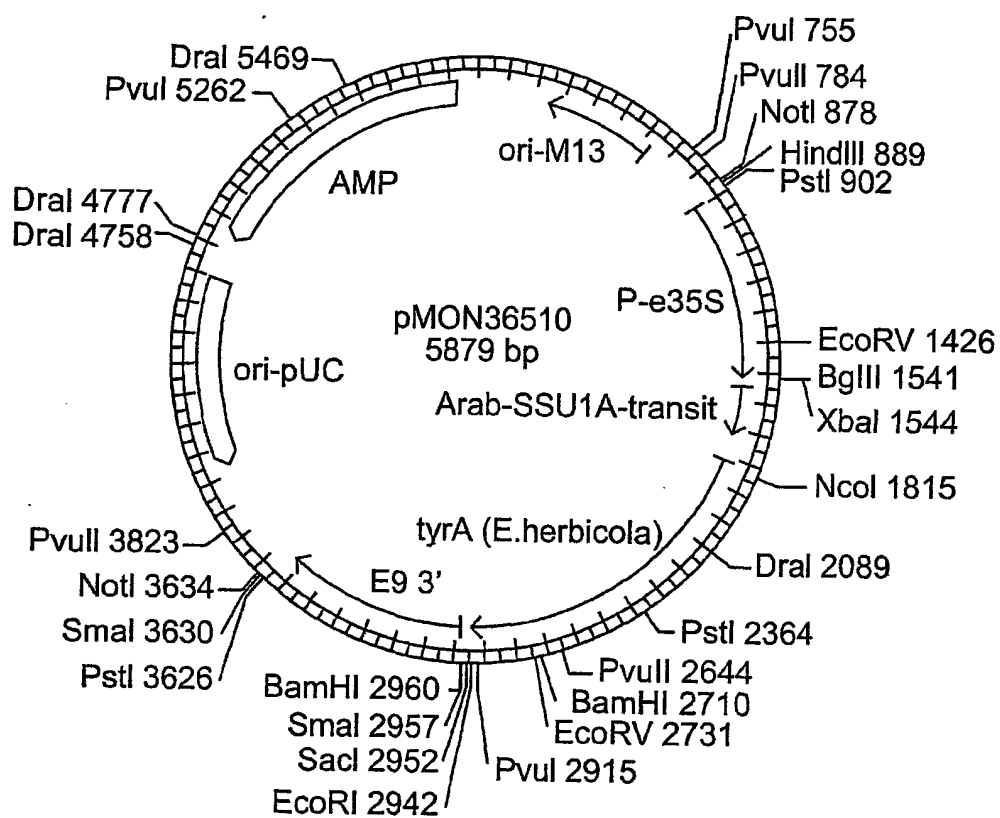 PvuI 755
DraI 5469
PvuII 784
PvuI 5262
NotI 878
ori-M13
HindIII 889
AMP
PstI 902
DraI 4777
DraI 4758
P-e35S
pMON36510
5879 bp
EcoRV 1426
ori-pUC
BglII 1541
Arab-SSU1A-transit
XbaI 1544
NcoI 1815
tyrA (E.herbicola)
PvuII 3823
DraI 2089
E9 3'
NotI 3634
SmaI 3630
PstI 2364
PstI 3626
PvuII 2644
BamHI 2960
BamHI 2710
SmaI 2957
EcoRV 2731
SacI 2952
PvuI 2915
EcoRI 2942